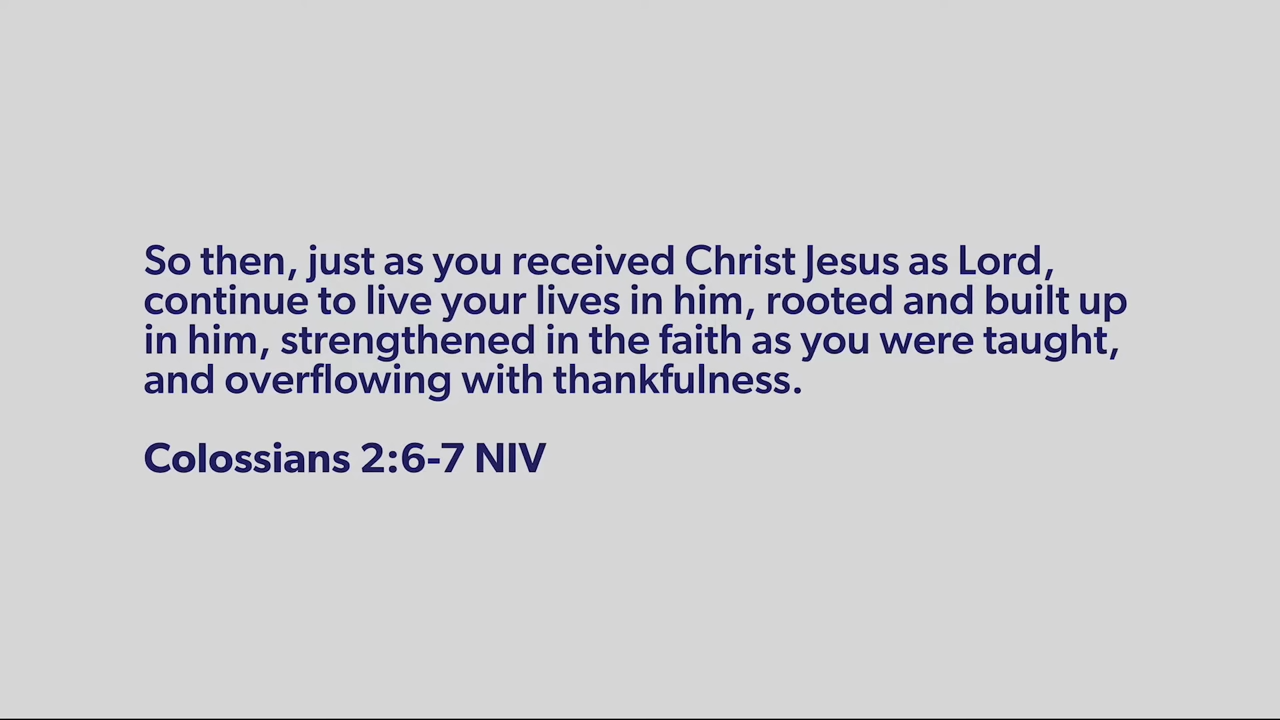 So then, just as you received Christ Jesus as Lord,
continue to live your lives in him, rooted and built up
in him, strengthened in the faith as you were taught,
and overflowing with thankfulness.
Colossians 2:6-7 NIV